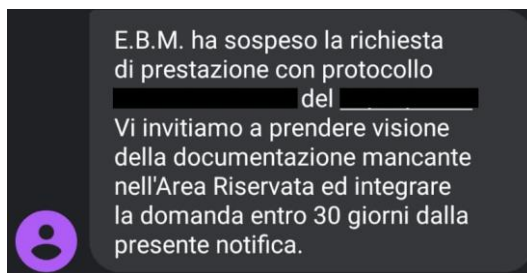 E.B.M. ha sospeso la richiesta
di prestazione con protocollo
del
Vi invitiamo a prendere visione
della documentazione mancante
nell'Area Riservata ed integrare
la domanda entro 30 giorni dalla
presente notifica.